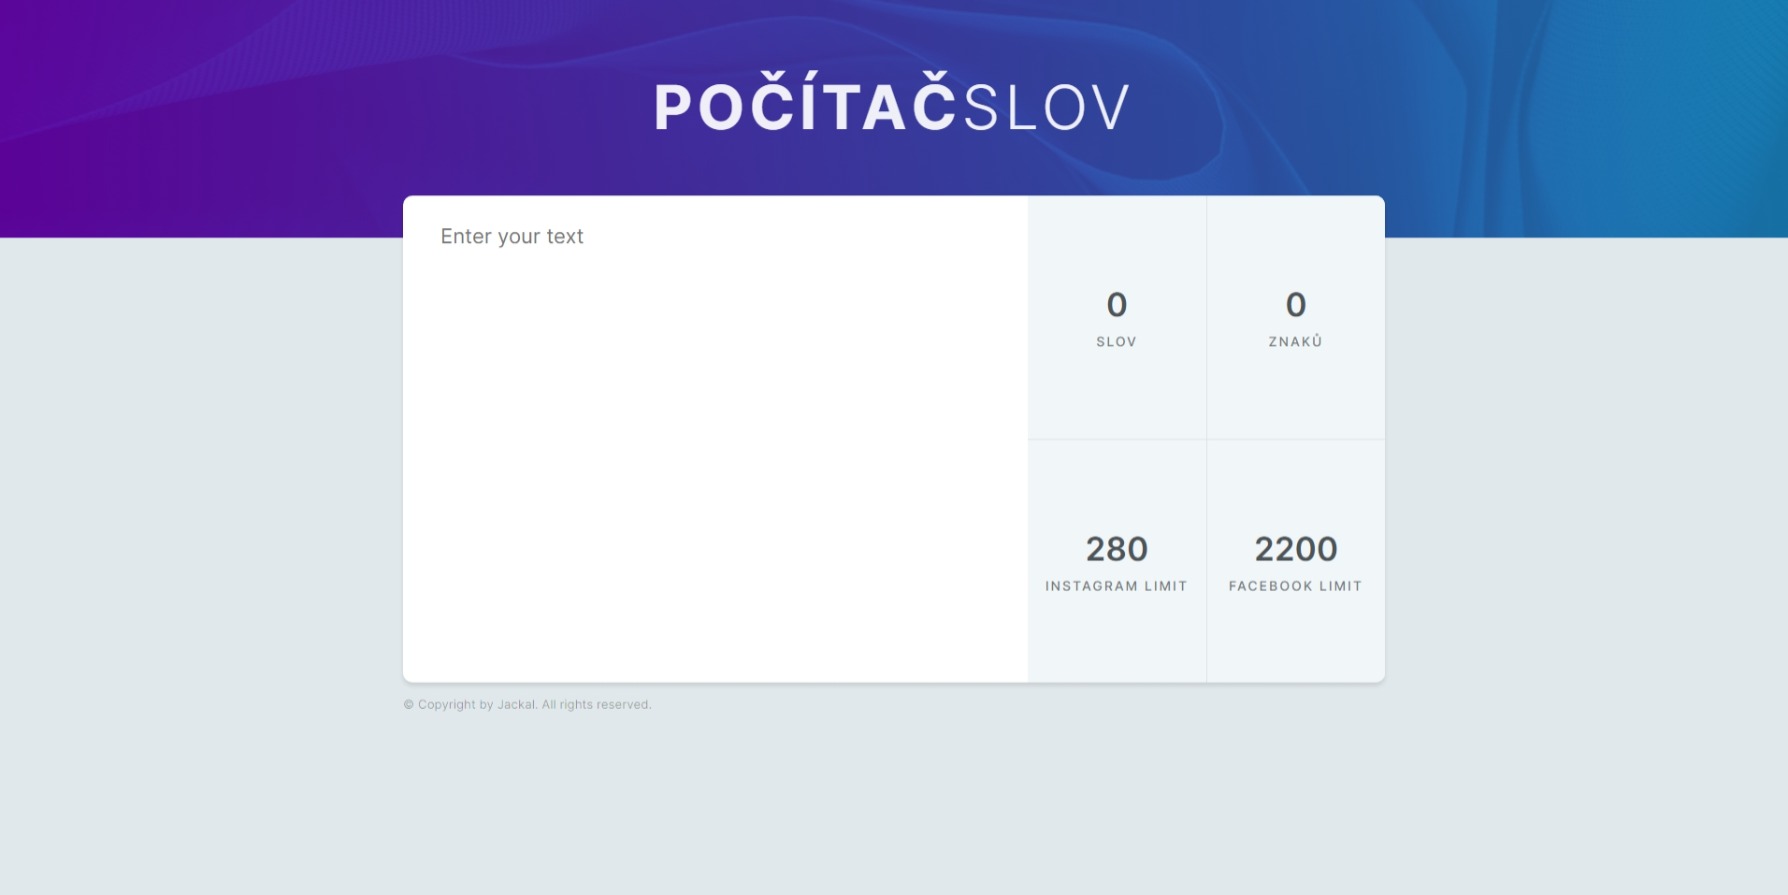 POČÍTAČSLOV
Enter your text
0
SLOV
0
ZNAKŮ
280
INSTAGRAM LIMIT
2200
FACEBOOK LIMIT
© Copyright by Jackal. All rights reserved.